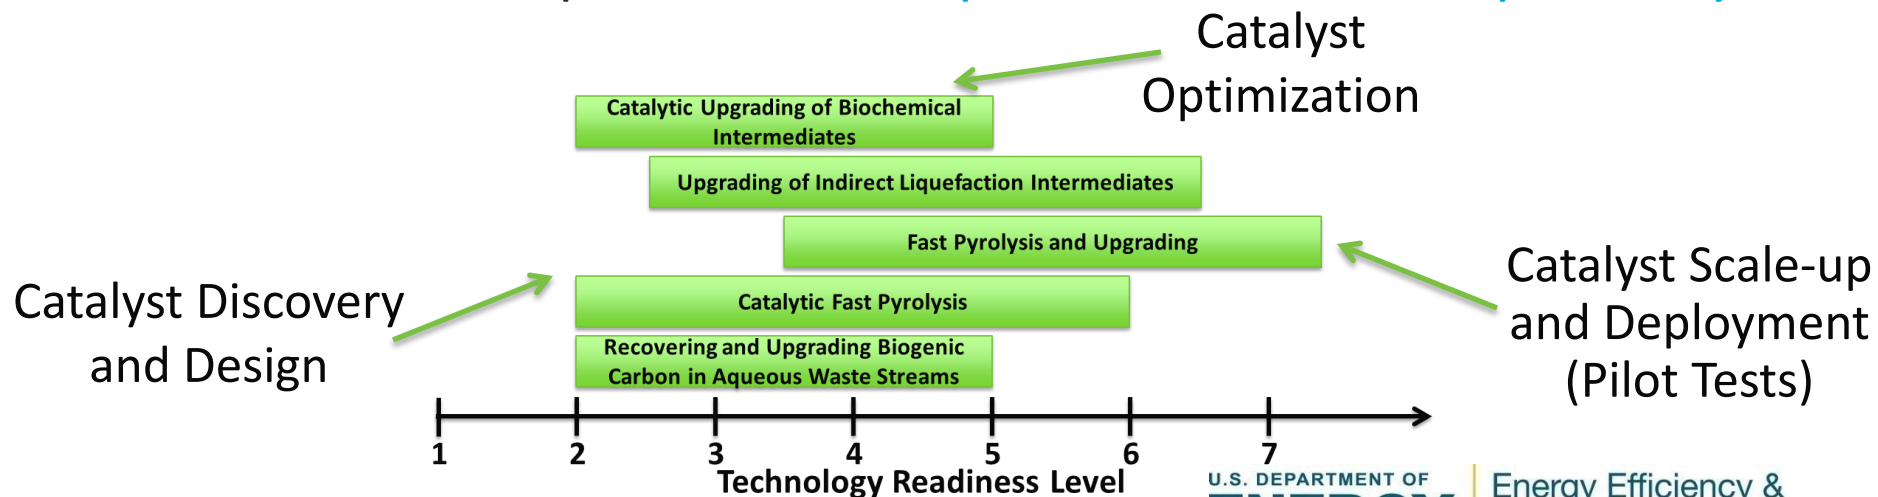 Catalyst
Optimization
Catalytic Upgrading of Biochemical
Intermediates
Upgrading of Indirect Liquefaction Intermediates
Fast Pyrolysis and Upgrading
Catalyst Scale-up
and Deployment
(Pilot Tests)
Catalyst Discovery
and Design
Catalytic Fast Pyrolysis
Recovering and Upgrading Biogenic
Carbon in Aqueous Waste Streams
1 2 3 4 5 6 7
Technology Readiness Level
U.S. DEPARTMENT OF
Energy Efficiency &